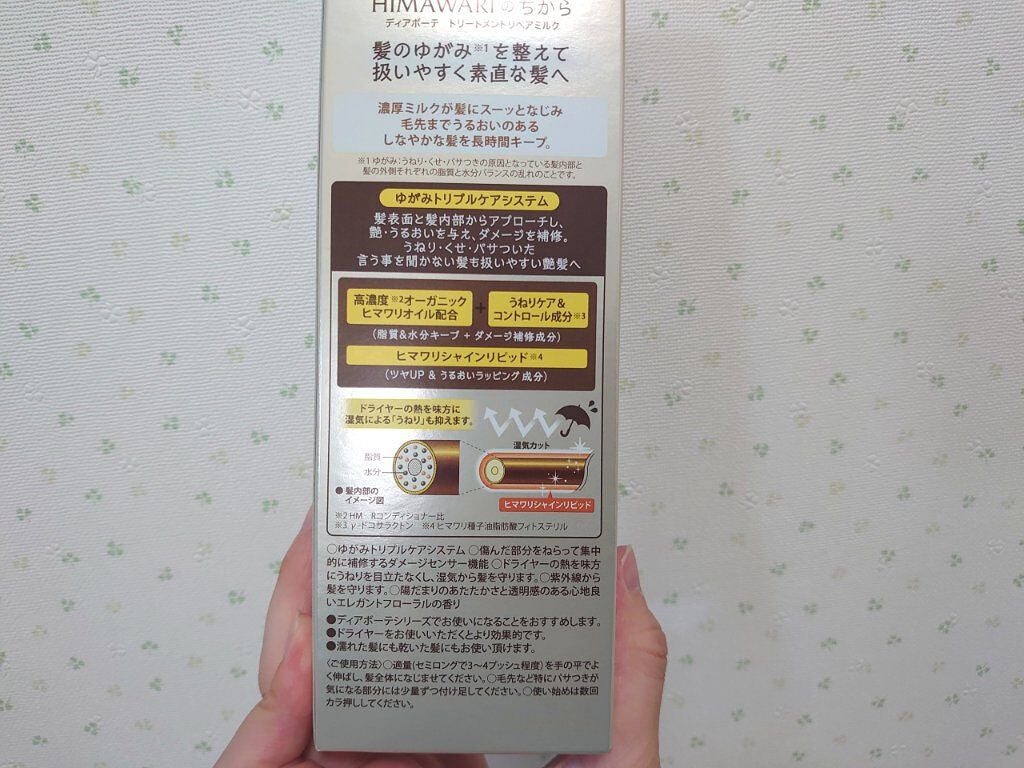 HIMAWARIのちから
ディアボーテ トリートメントリペアミルク
髪のゆがみ※1を整えて
扱いやすく素直な髪へ
濃厚ミルクが髪にスーッとなじみ
毛先までうるおいのある
しなやかな髪を長時間キープ。
※1 ゆがみ:うねり・くせ・パサつきの原因となっている髪内部と
髪の外側それぞれの脂質と水分バランスの乱れのことです。
ゆがみトリプルケアシステム
髪表面と髪内部からアプローチし、
艶・うるおいを与え、ダメージを補修。
うねり・くせ・パサついた
言う事を聞かない髪も扱いやすい艶髪へ
高濃度※2オーガニック
ヒマワリオイル配合
+
うねりケア&
コントロール成分※3
(脂質&水分キープ + ダメージ補修成分)
ヒマワリシャインリピッド※4
(ツヤUP & うるおいラッピング成分)
ドライヤーの熱を味方に
湿気による「うねり」も抑えます。
湿気カット
脂質
水分
●髪内部の
イメージ図
ヒマワリシャインリピッド
※2 HM Rコンディショナー比
※3 γ-ドコサラクトン ※4 ヒマワリ種子油脂肪酸フィトステリル
○ゆがみトリプルケアシステム ○傷んだ部分をねらって集中
的に補修するダメージセンサー機能 ○ドライヤーの熱を味方
にうねりを目立たなくし、湿気から髪を守ります。○紫外線から
髪を守ります。○陽だまりのあたたかさと透明感のある心地良
いエレガントフローラルの香り
●ディアボーテシリーズでお使いになることをおすすめします。
●ドライヤーをお使いいただくとより効果的です。
●濡れた髪にも乾いた髪にもお使い頂けます。
〈ご使用方法〉○適量(セミロングで3〜4プッシュ程度)を手の平でよ
く伸ばし、髪全体になじませてください。○毛先など特にパサつきが
気になる部分には少量ずつ付け足してください。○使い始めは数回
カラ押ししてください。